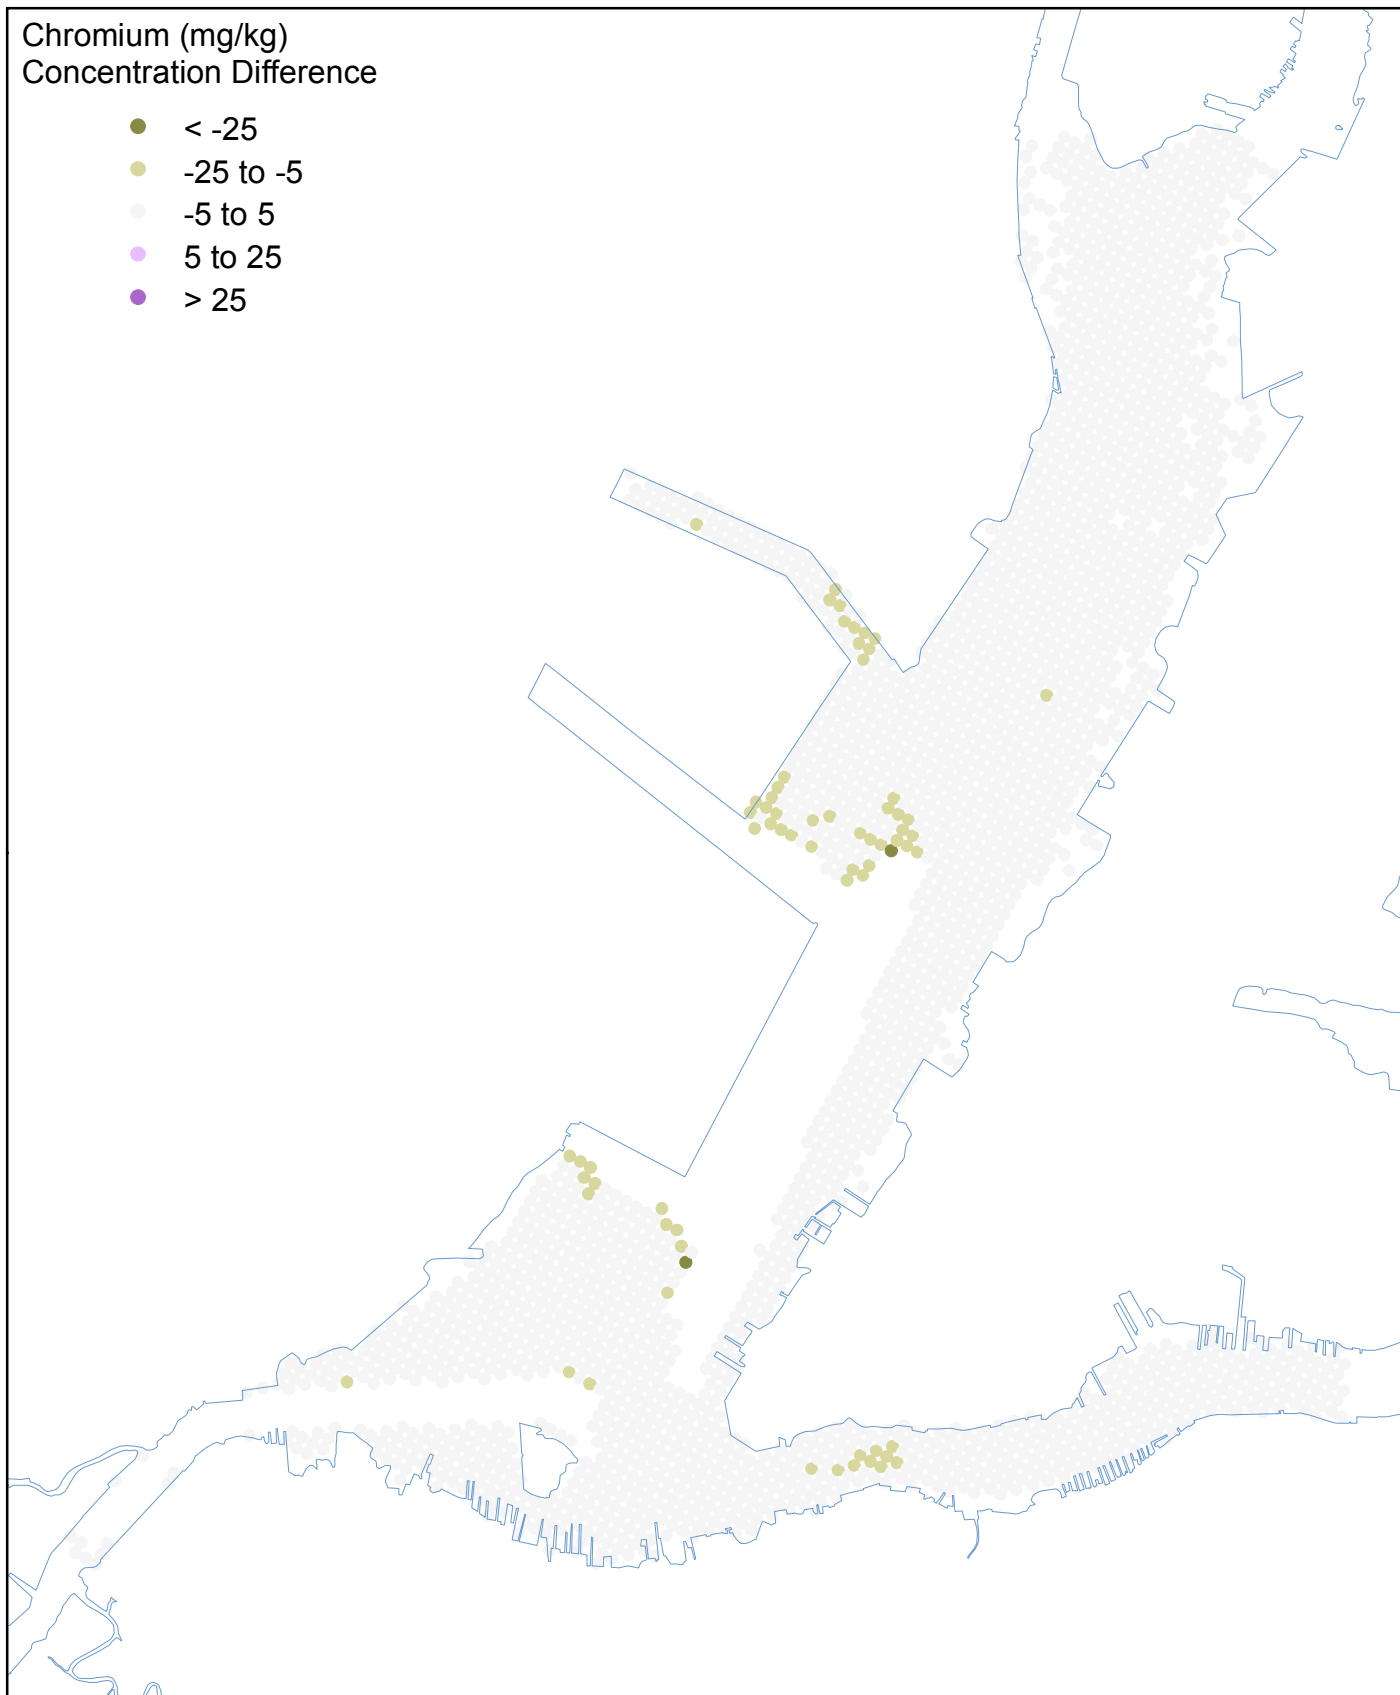 Chromium (mg/kg)
Concentration Difference
< -25
-25 to -5
-5 to 5
5 to 25
> 25